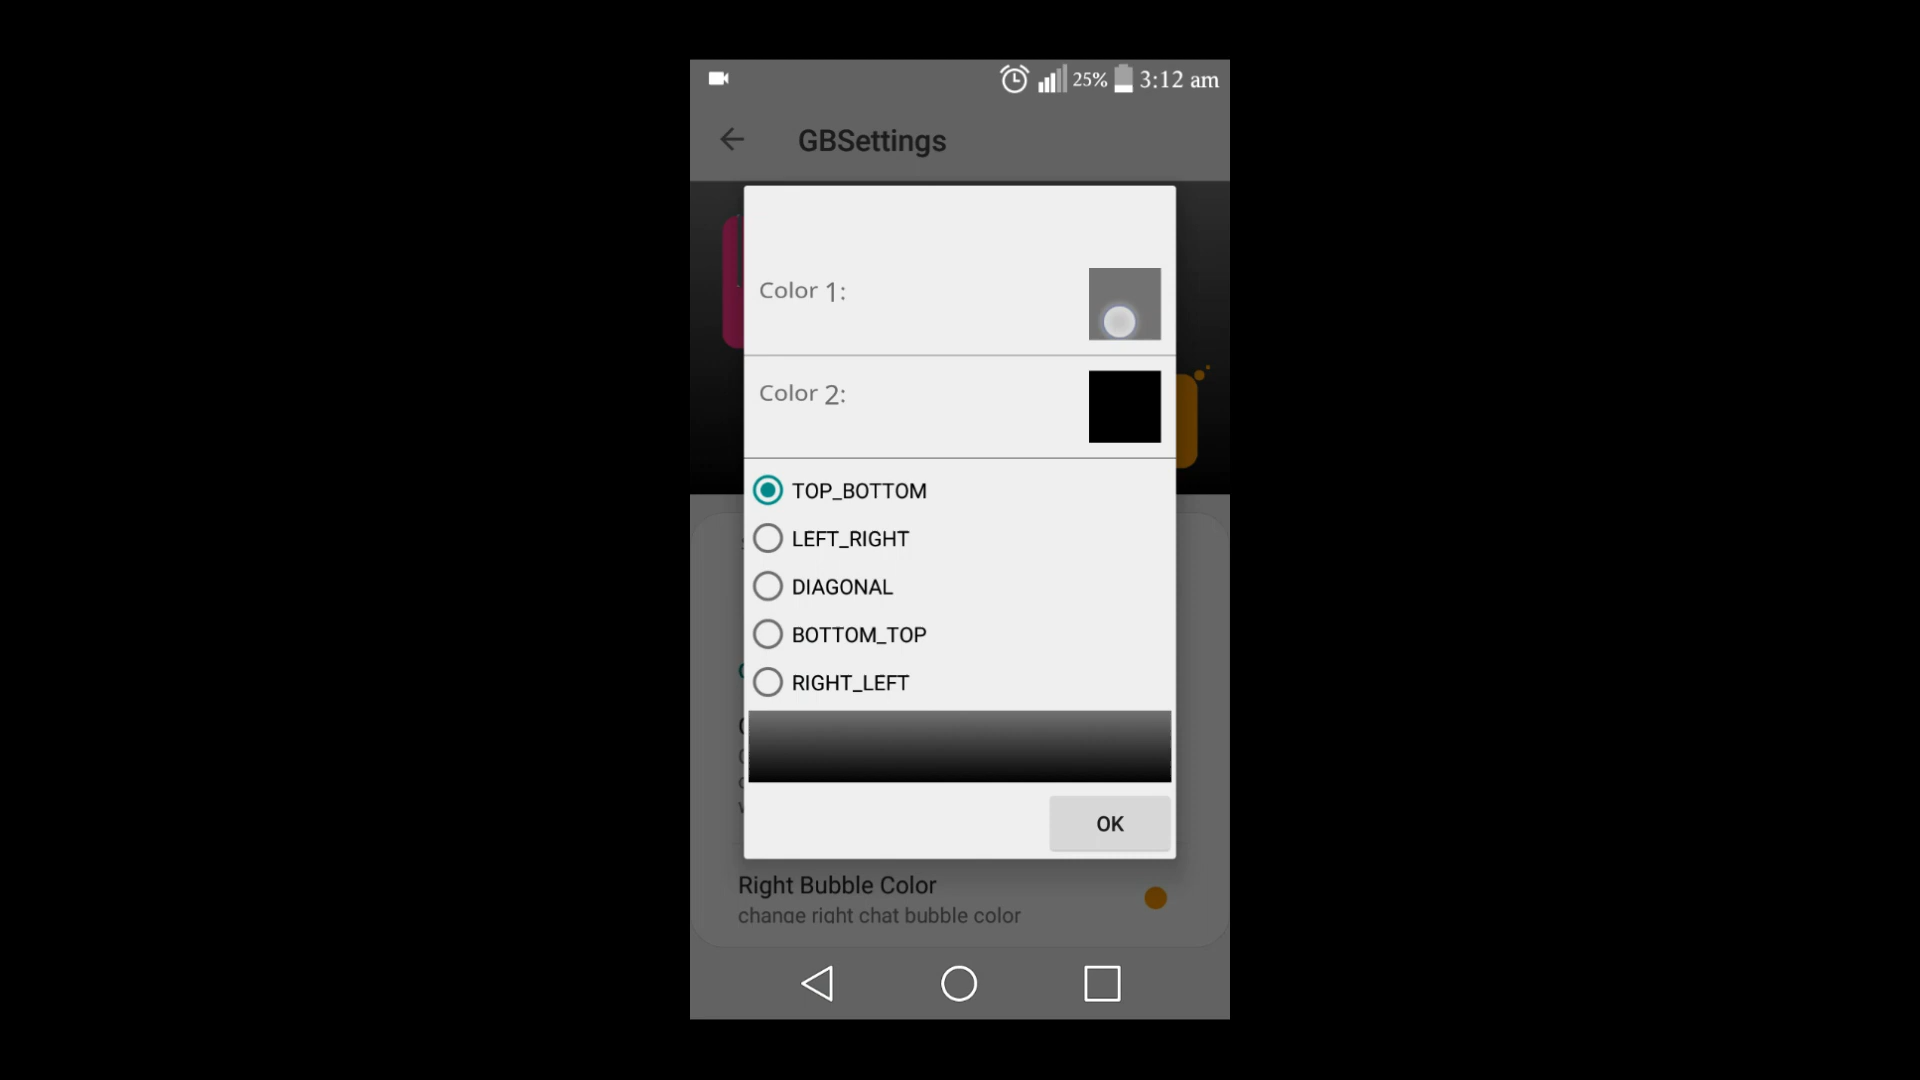 25% 3:12 am
GBSettings
Color 1:
Color 2:
TOP_BOTTOM
LEFT_RIGHT
DIAGONAL
BOTTOM_TOP
RIGHT_LEFT
OK
Right Bubble Color
change right chat bubble color